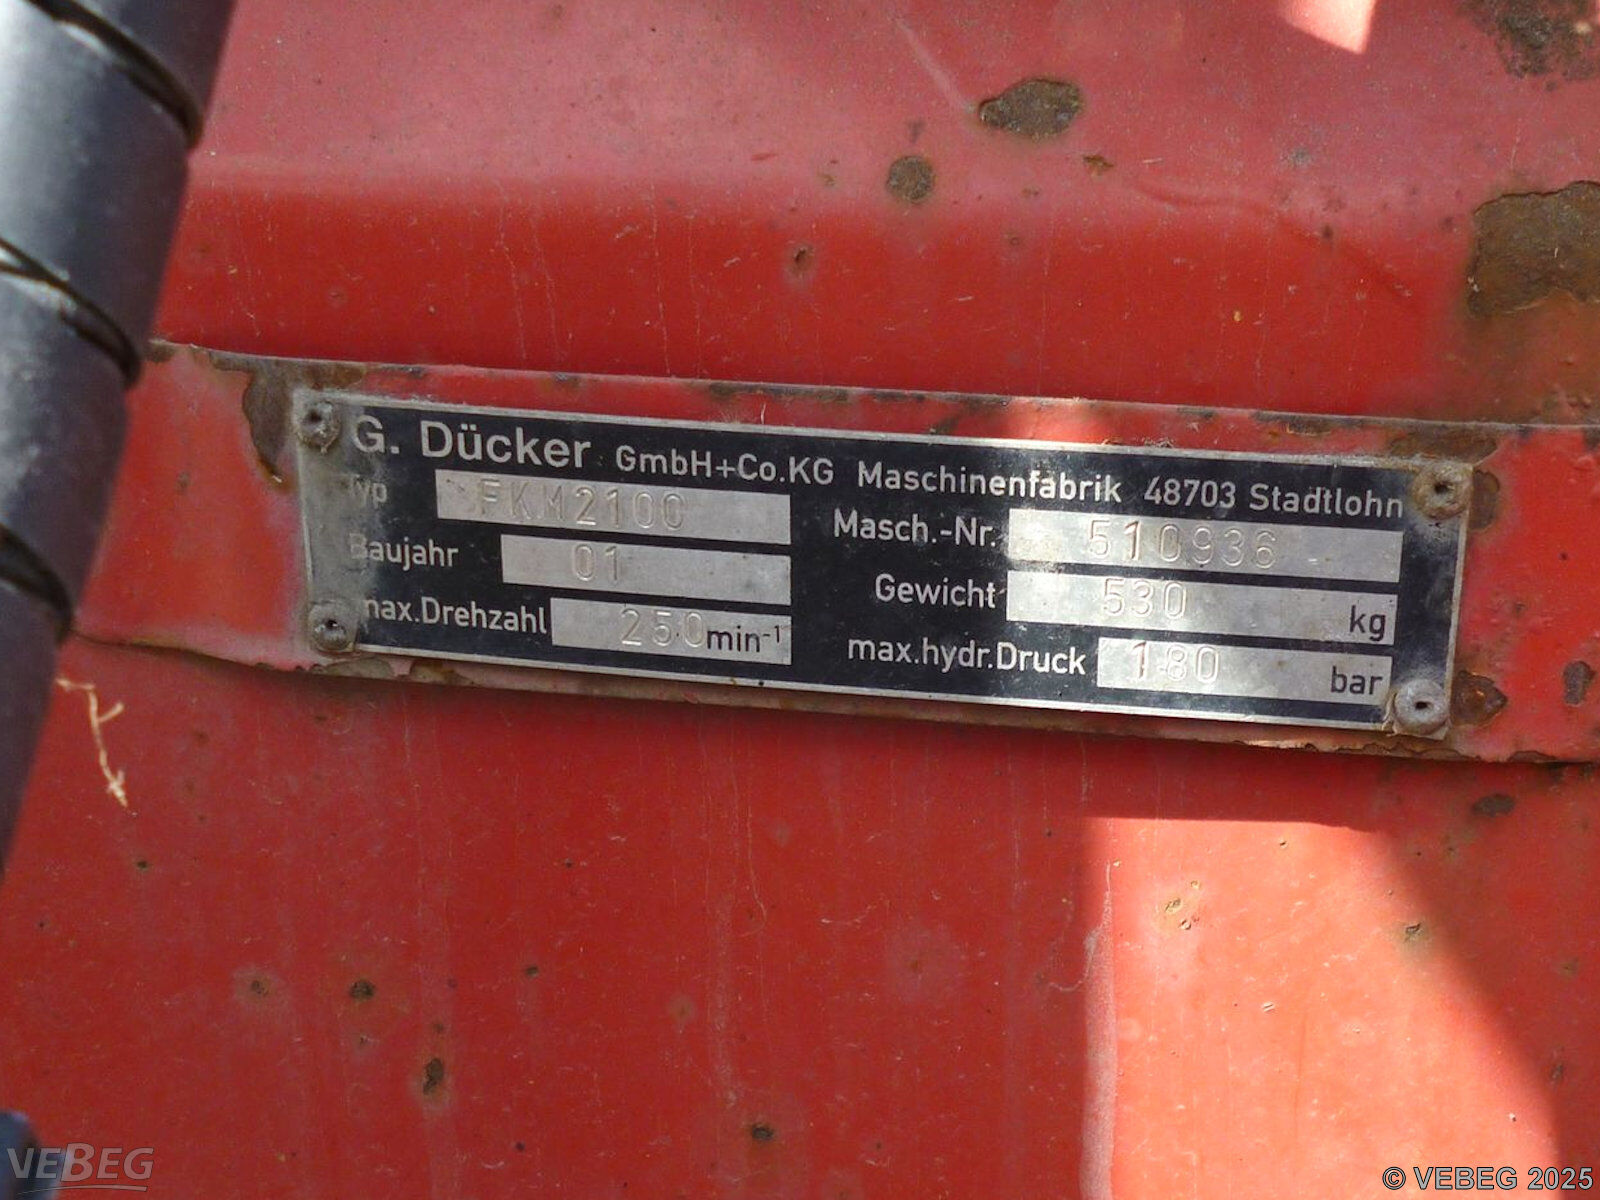 G. Dücker GmbH+Co.KG Maschinenfabrik 48703 Stadtlohn
Typ FKM2100
Masch.-Nr. 510936
Baujahr 01
Gewicht 530 kg
max.Drehzahl 250 min-1
max.hydr.Druck 180 bar
VEBEG
© VEBEG 2025